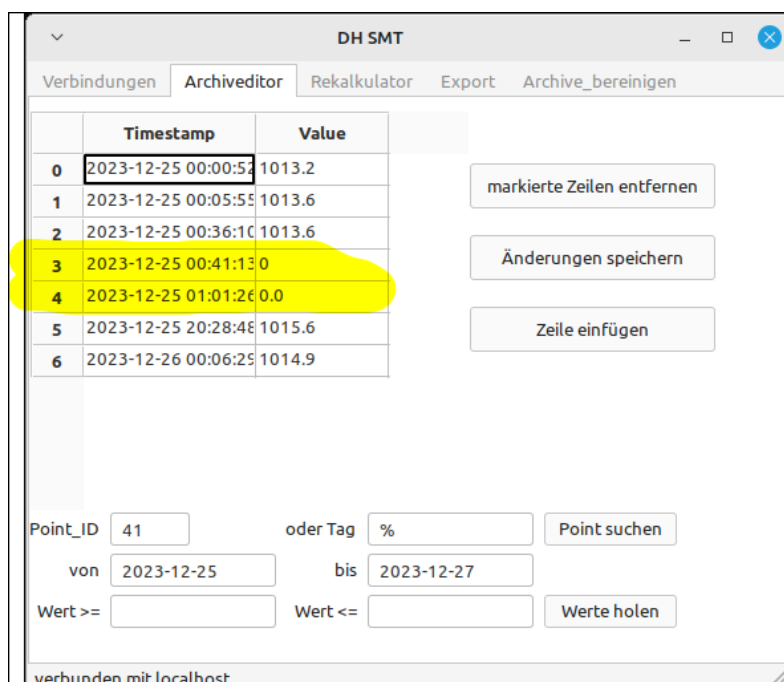 DH SMT
Verbindungen Archiveditor Rekalkulator Export Archive_bereinigen
Timestamp Value
0 2023-12-25 00:00:52 1013.2
1 2023-12-25 00:05:55 1013.6
2 2023-12-25 00:36:10 1013.6
3 2023-12-25 00:41:13 0
4 2023-12-25 01:01:26 0.0
5 2023-12-25 20:28:48 1015.6
6 2023-12-26 00:06:29 1014.9
markierte Zeilen entfernen
Änderungen speichern
Zeile einfügen
Point_ID 41 oder Tag % Point suchen
von 2023-12-25 bis 2023-12-27
Wert >= Wert <= Werte holen
verbunden mit localhost